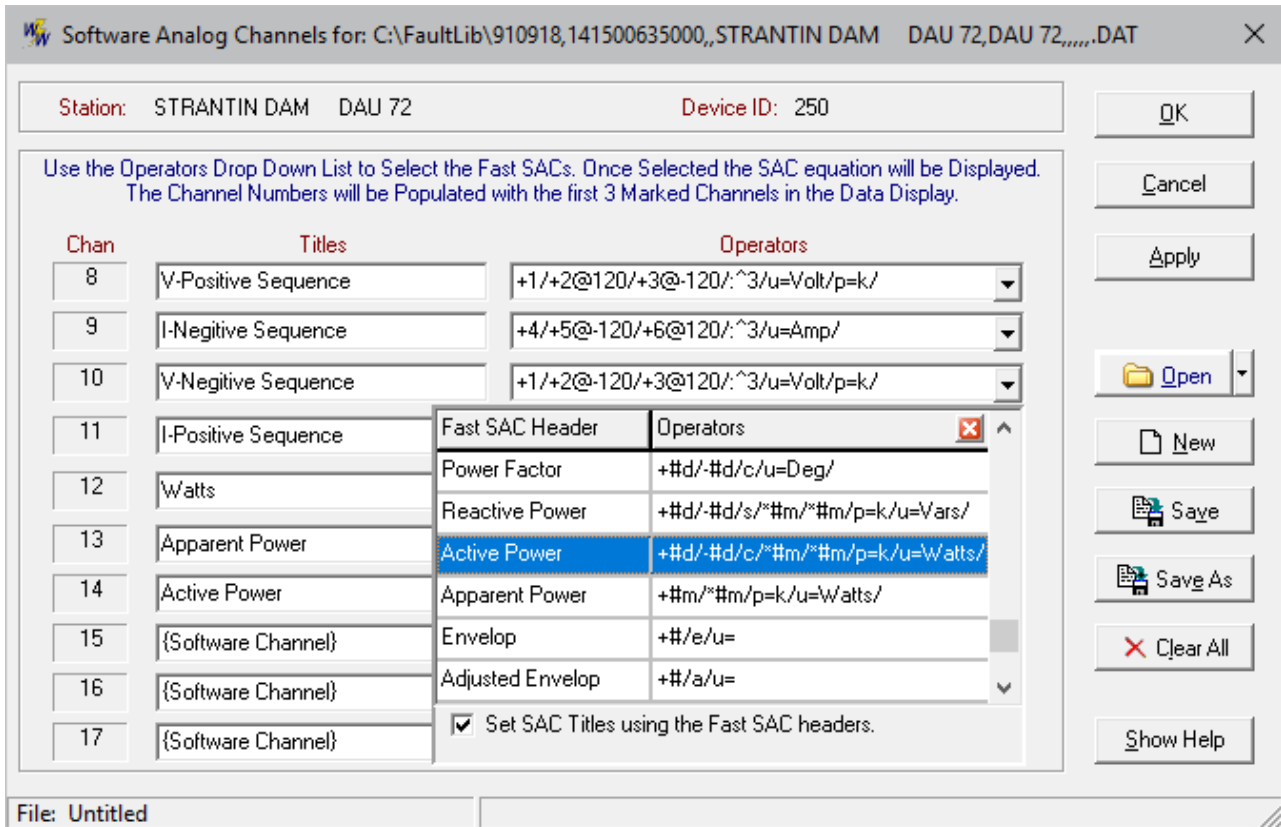 Software Analog Channels for: C:\FaultLib\910918,141500635000,,STRANTIN DAM DAU 72,DAU 72,,,,,.DAT
Station: STRANTIN DAM DAU 72 Device ID: 250
Use the Operators Drop Down List to Select the Fast SACs. Once Selected the SAC equation will be Displayed.
The Channel Numbers will be Populated with the first 3 Marked Channels in the Data Display.
Chan Titles Operators
8 V-Positive Sequence +1/+2@120/+3@-120/:^3/u=Volt/p=k/
9 I-Negitive Sequence +4/+5@-120/+6@120/:^3/u=Amp/
10 V-Negitive Sequence +1/+2@-120/+3@120/:^3/u=Volt/p=k/
11 I-Positive Sequence
12 Watts
13 Apparent Power
14 Active Power
15 {Software Channel}
16 {Software Channel}
17 {Software Channel}
Fast SAC Header Operators
Power Factor +#d/-#d/c/u=Deg/
Reactive Power +#d/-#d/s/*#m/*#m/p=k/u=Vars/
Active Power +#d/-#d/c/*#m/*#m/p=k/u=Watts/
Apparent Power +#m/*#m/p=k/u=Watts/
Envelop +#/e/u=
Adjusted Envelop +#/a/u=
Set SAC Titles using the Fast SAC headers.
OK
Cancel
Apply
Open
New
Save
Save As
Clear All
Show Help
File: Untitled